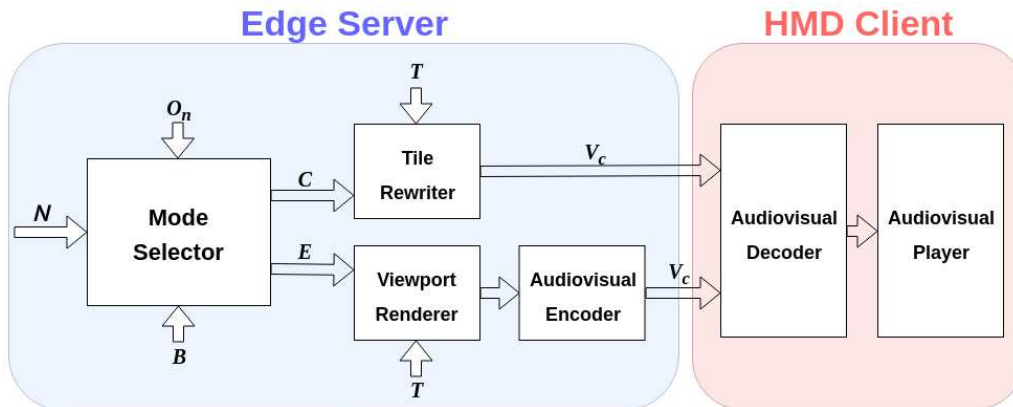 Edge Server
HMD Client
T
O_n
Tile
Rewriter
V_c
C
N
Mode
Selector
Audiovisual
Decoder
Audiovisual
Player
E
Viewport
Renderer
Audiovisual
Encoder
V_c
B
T